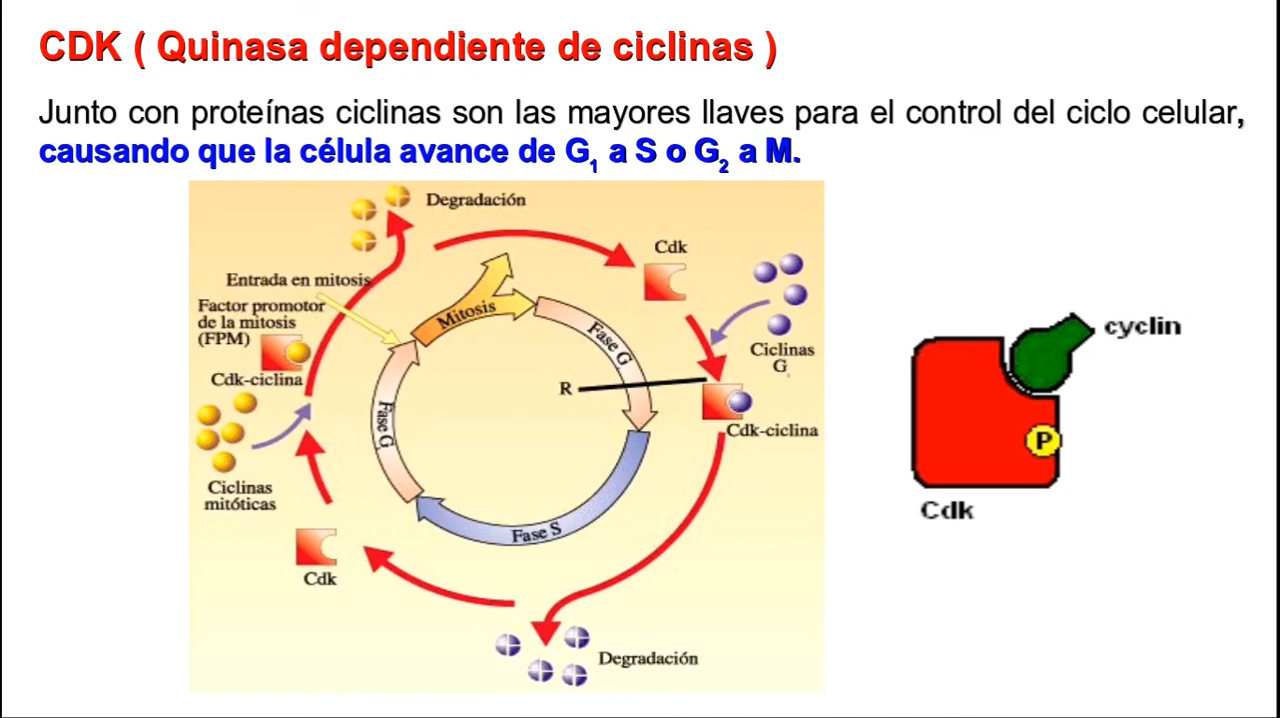 CDK ( Quinasa dependiente de ciclinas )
Junto con proteínas ciclinas son las mayores llaves para el control del ciclo celular,
causando que la célula avance de G₁ a S o G₂ a M.
Degradación
Cdk
Entrada en mitosis
Factor promotor
de la mitosis
(FPM)
Mitosis
Fase G
Ciclinas
G
R
Cdk-ciclina
Cdk-ciclina
Fase G
Ciclinas
mitóticas
Fase S
Cdk
Degradación
cyclin
P
Cdk